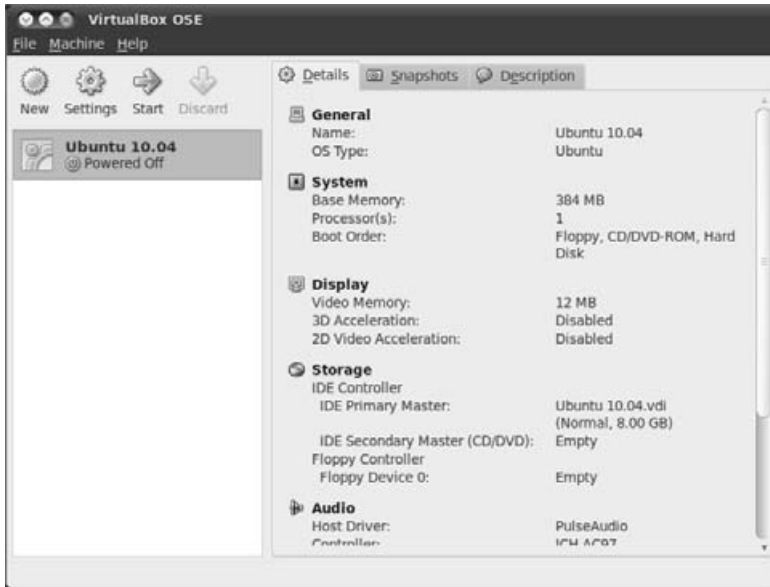 VirtualBox OSE
File Machine Help
New Settings Start Discard
Ubuntu 10.04
Powered Off
Details Snapshots Description
General
Name: Ubuntu 10.04
OS Type: Ubuntu
System
Base Memory: 384 MB
Processor(s): 1
Boot Order: Floppy, CD/DVD-ROM, Hard
Disk
Display
Video Memory: 12 MB
3D Acceleration: Disabled
2D Video Acceleration: Disabled
Storage
IDE Controller
IDE Primary Master: Ubuntu 10.04.vdi
(Normal, 8.00 GB)
IDE Secondary Master (CD/DVD): Empty
Floppy Controller
Floppy Device 0: Empty
Audio
Host Driver: PulseAudio
Controller: ICH AC97